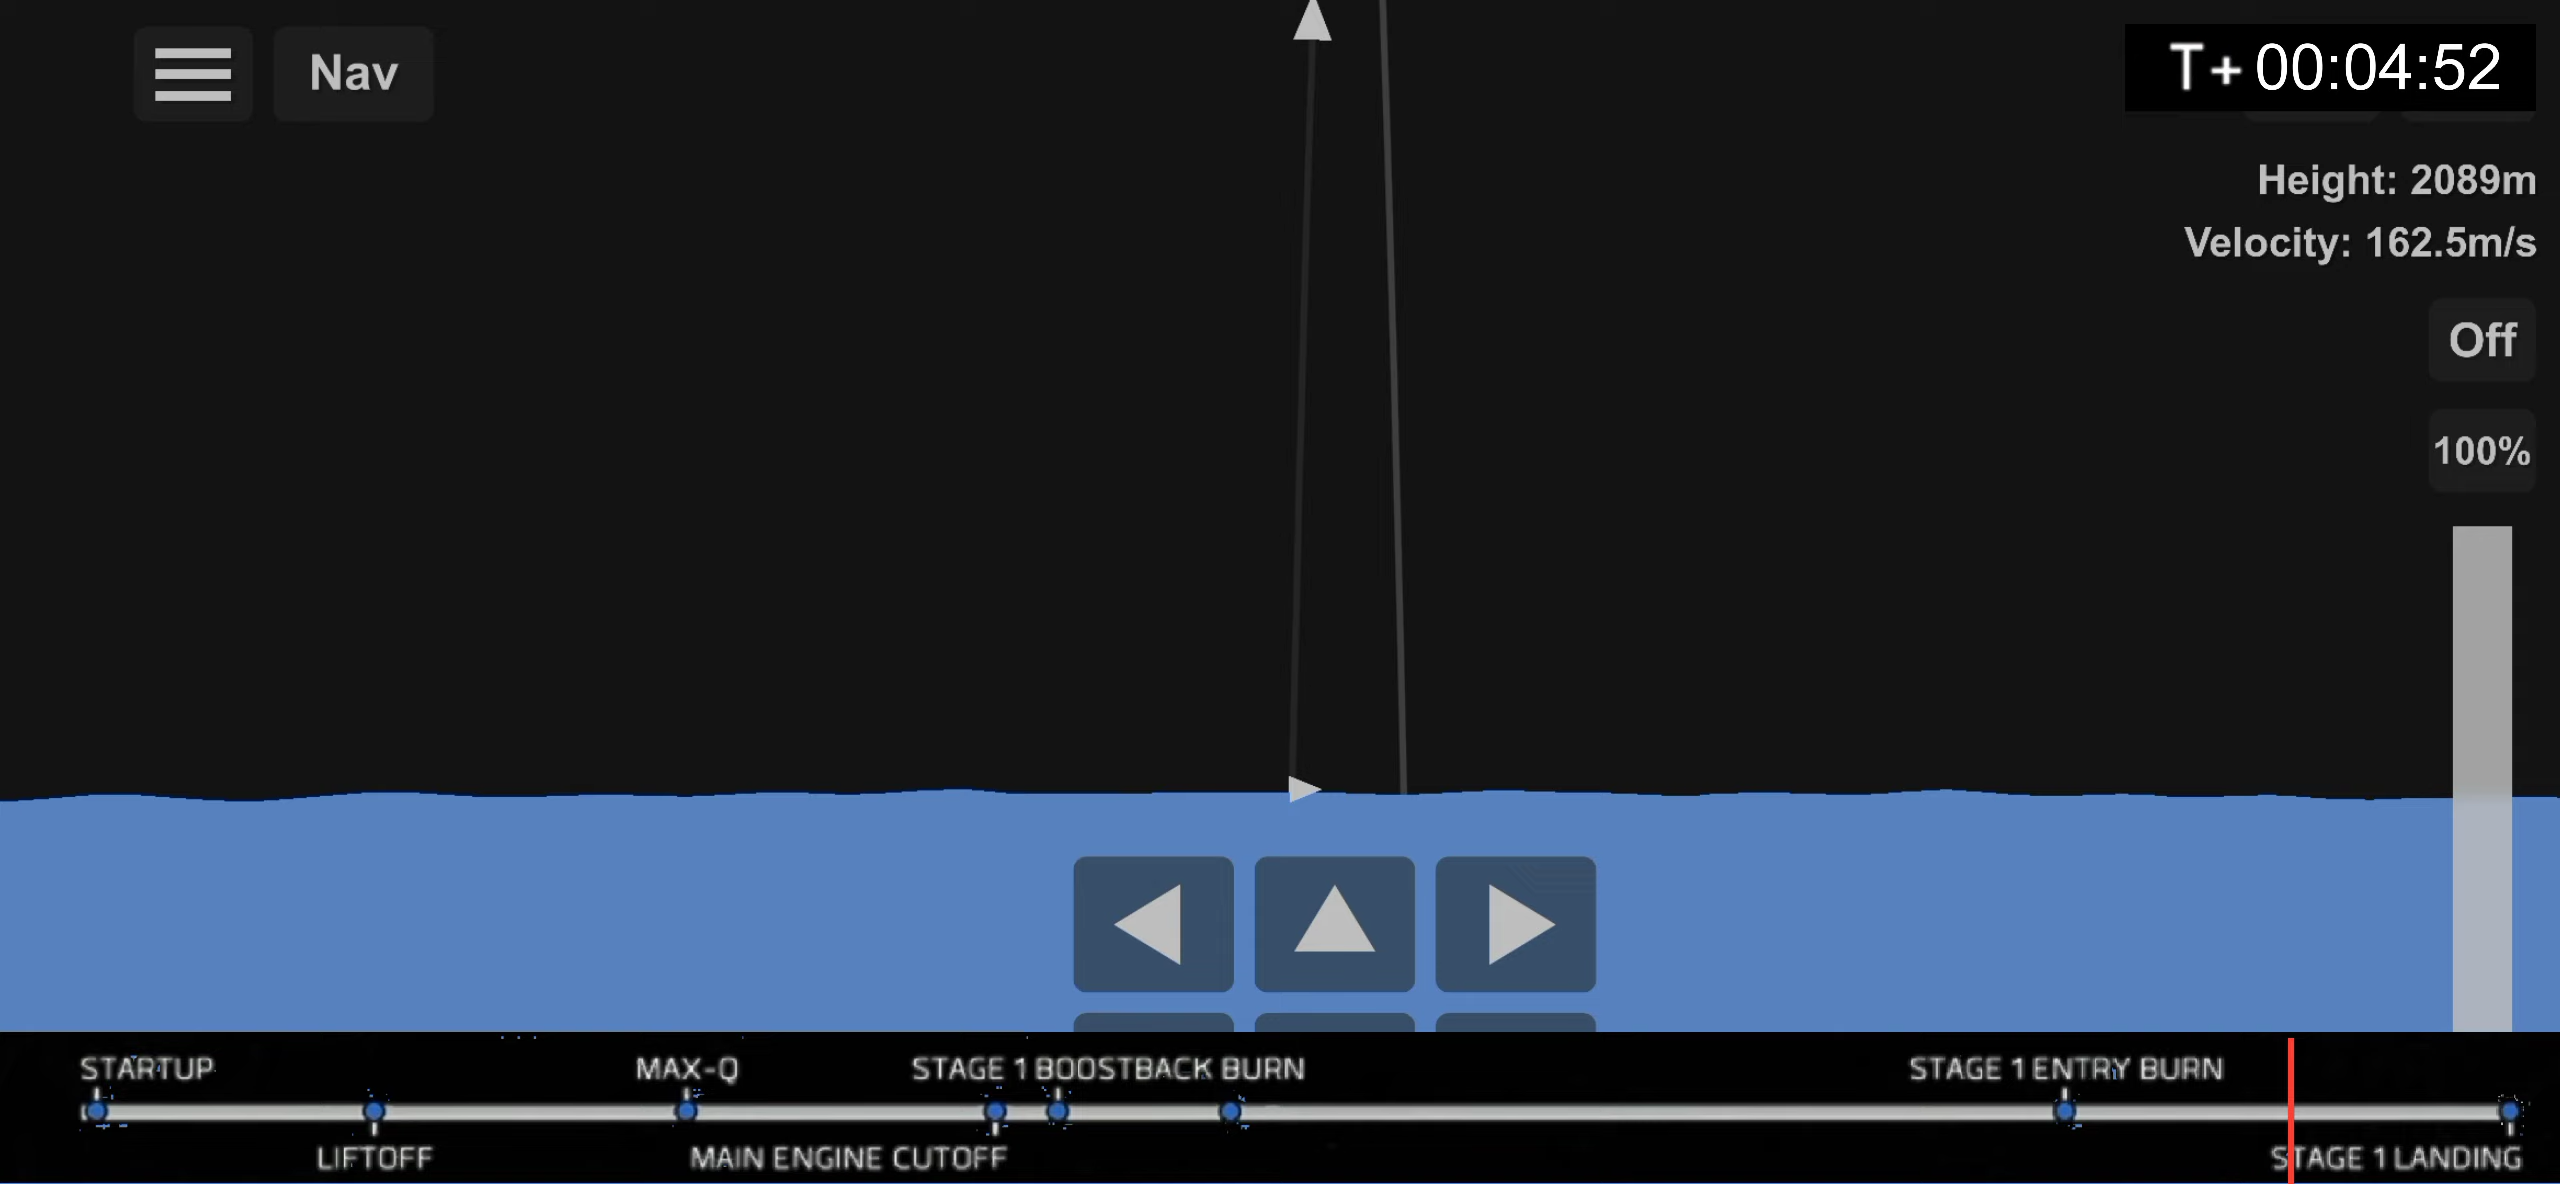 Nav
T+ 00:04:52
Height: 2089m
Velocity: 162.5m/s
Off
100%
STARTUP
MAX-Q
STAGE 1 BOOSTBACK BURN
STAGE 1 ENTRY BURN
LIFTOFF
MAIN ENGINE CUTOFF
STAGE 1 LANDING